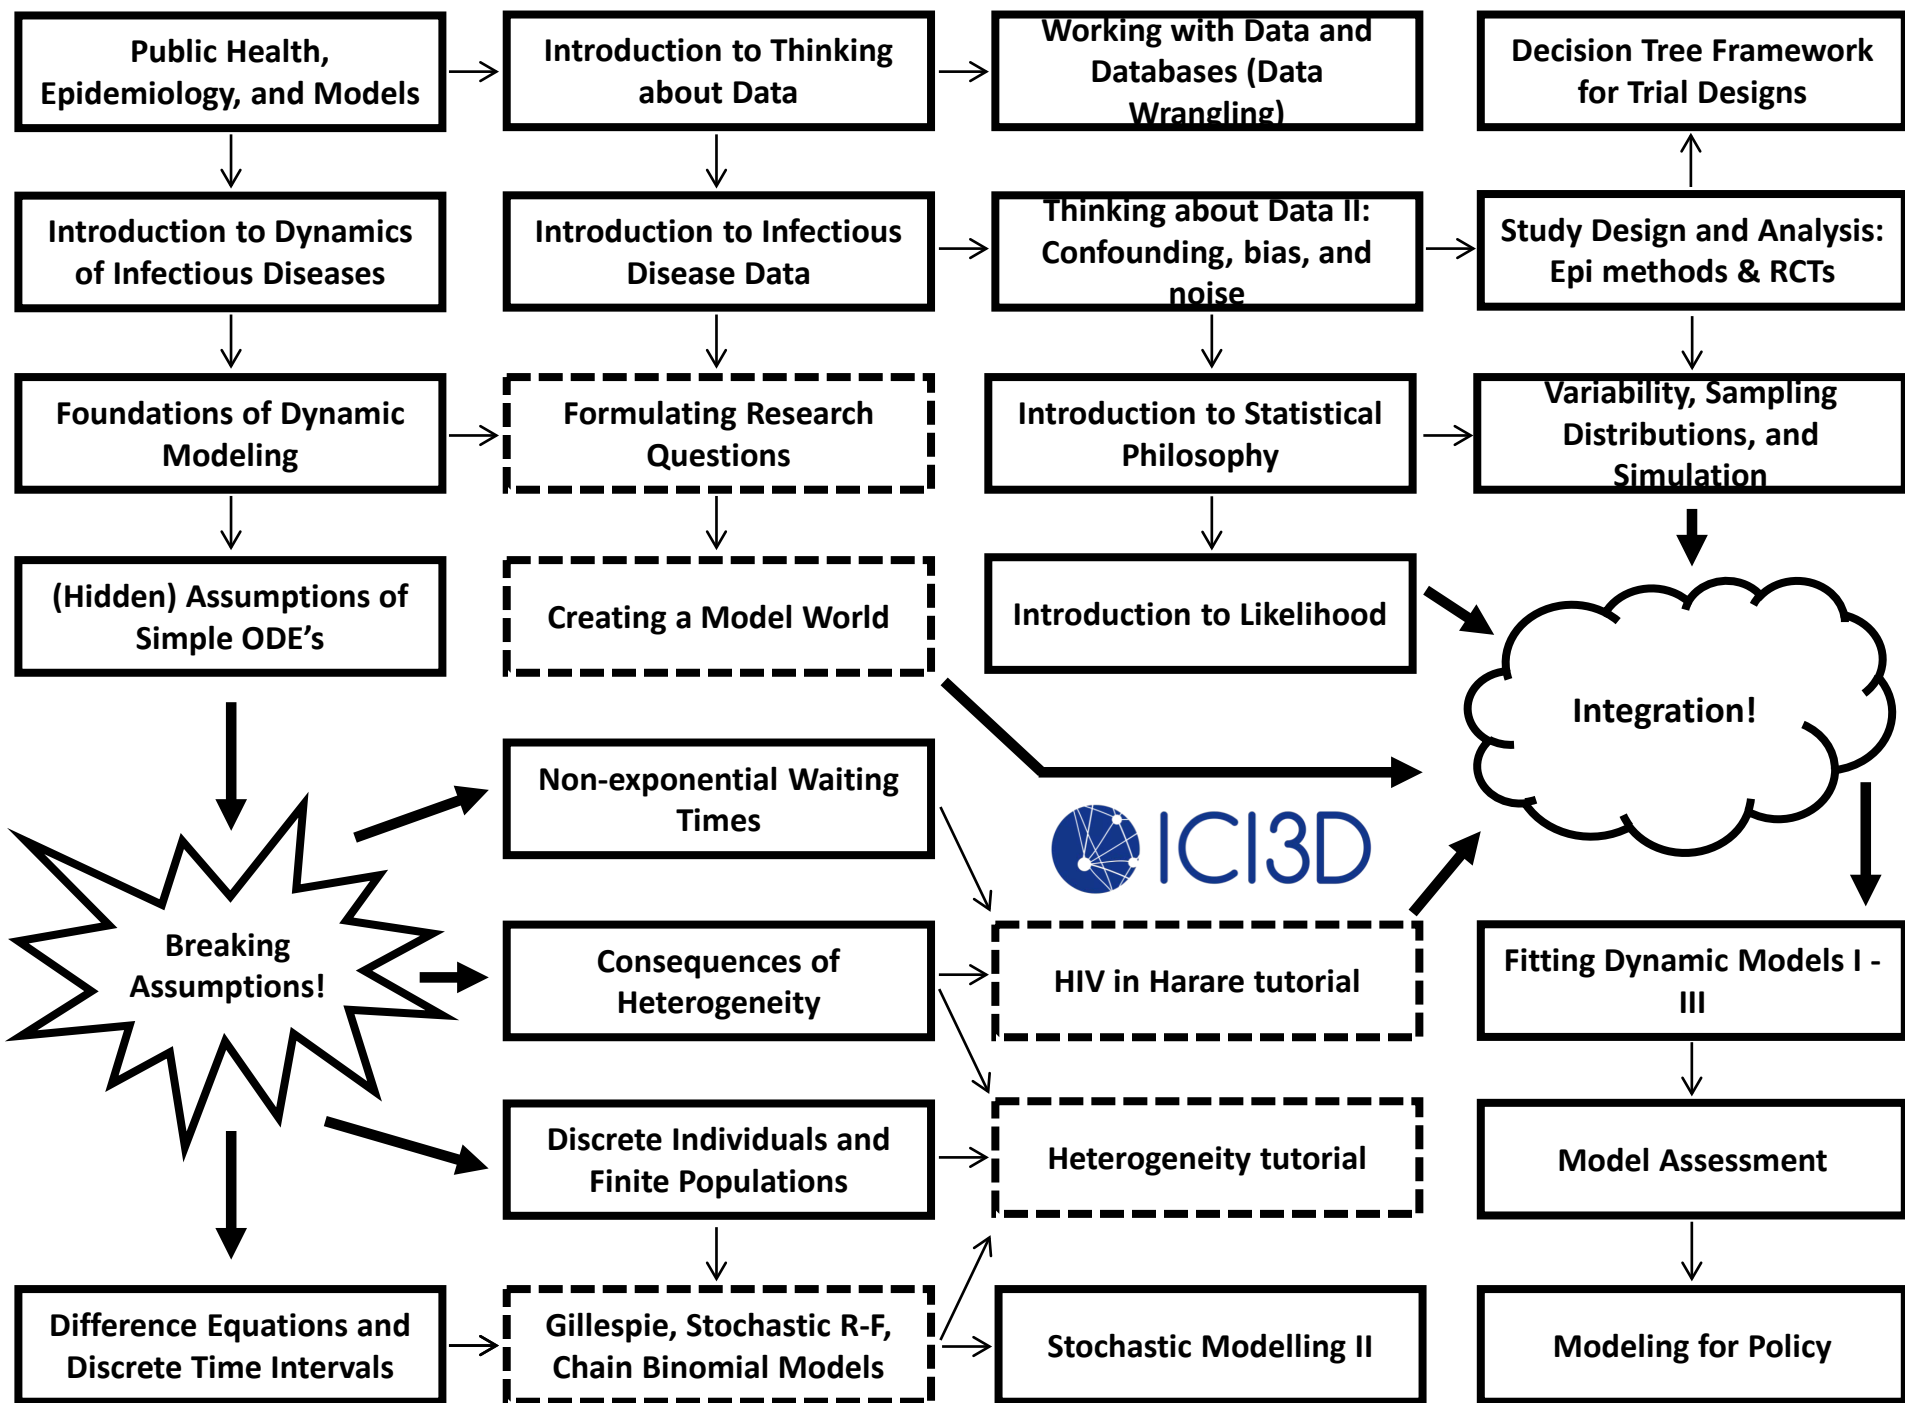 Public Health,
Epidemiology, and Models
Introduction to Thinking
about Data
Working with Data and
Databases (Data
Wrangling)
Decision Tree Framework
for Trial Designs
Introduction to Dynamics
of Infectious Diseases
Introduction to Infectious
Disease Data
Thinking about Data II:
Confounding, bias, and
noise
Study Design and Analysis:
Epi methods & RCTs
Foundations of Dynamic
Modeling
Formulating Research
Questions
Introduction to Statistical
Philosophy
Variability, Sampling
Distributions, and
Simulation
(Hidden) Assumptions of
Simple ODE’s
Creating a Model World
Introduction to Likelihood
Integration!
Non-exponential Waiting
Times
ICI3D
Breaking
Assumptions!
Consequences of
Heterogeneity
HIV in Harare tutorial
Fitting Dynamic Models I -
III
Discrete Individuals and
Finite Populations
Heterogeneity tutorial
Model Assessment
Difference Equations and
Discrete Time Intervals
Gillespie, Stochastic R-F,
Chain Binomial Models
Stochastic Modelling II
Modeling for Policy